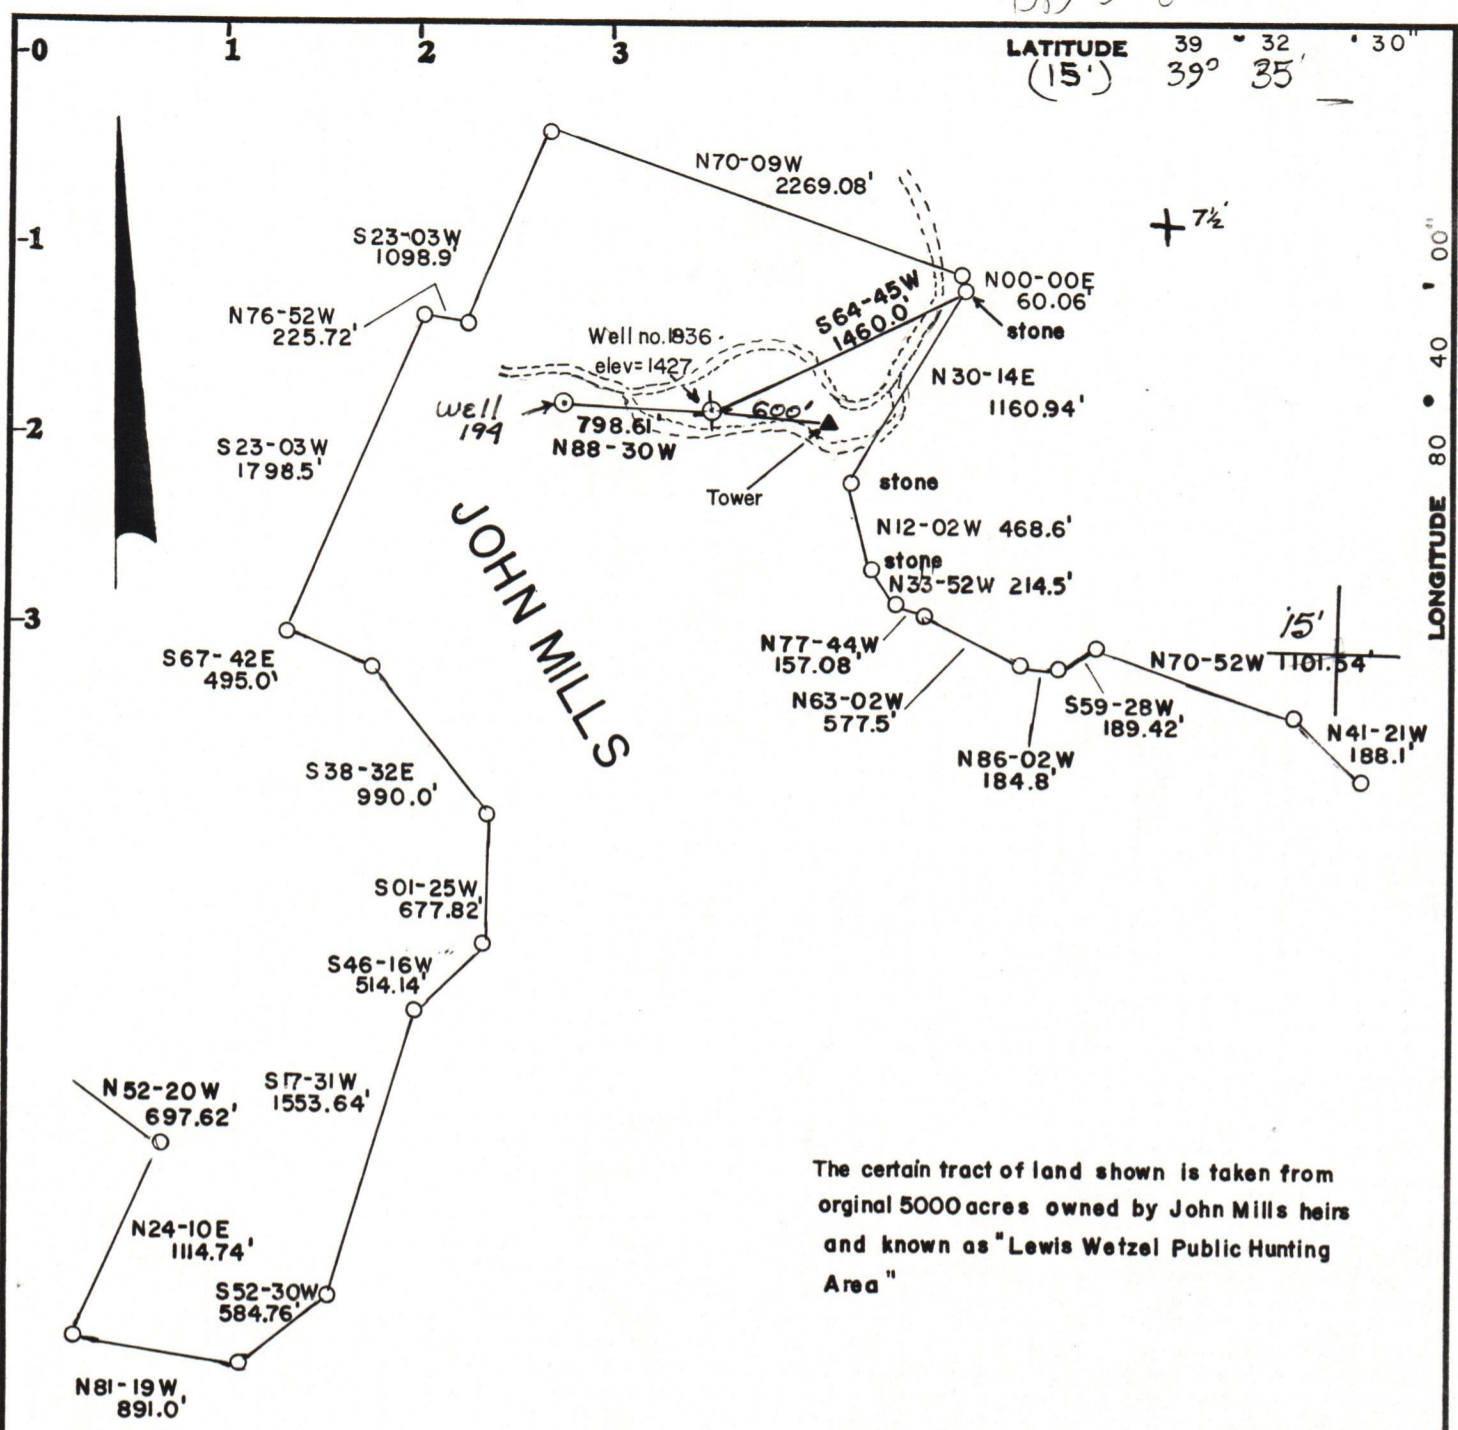 -0 1 2 3
LATITUDE 39 • 32 ' 30"
(15') 39° 35'
-1
-2
-3
LONGITUDE 80 • 40 ' 00"
7½'
N70-09W
2269.08'
S23-03W
1098.9'
N76-52W
225.72'
S64-45W
1460.0'
N00-00E
60.06'
stone
Well no.1836
elev=1427
N30-14E
1160.94'
well
194
798.61'
N88-30W
600'
Tower
S23-03W
1798.5'
stone
N12-02W 468.6'
stone
N33-52W 214.5'
JOHN MILLS
15'
S67-42E
495.0'
N77-44W
157.08'
N70-52W 1101.54'
N63-02W
577.5'
S59-28W
189.42'
N41-21W
188.1'
N86-02W
184.8'
S38-32E
990.0'
S01-25W
677.82'
S46-16W
514.14'
S17-31W
1553.64'
N52-20W
697.62'
N24-10E
1114.74'
S52-30W
584.76'
N81-19W
891.0'
The certain tract of land shown is taken from
orginal 5000 acres owned by John Mills heirs
and known as "Lewis Wetzel Public Hunting
Area"